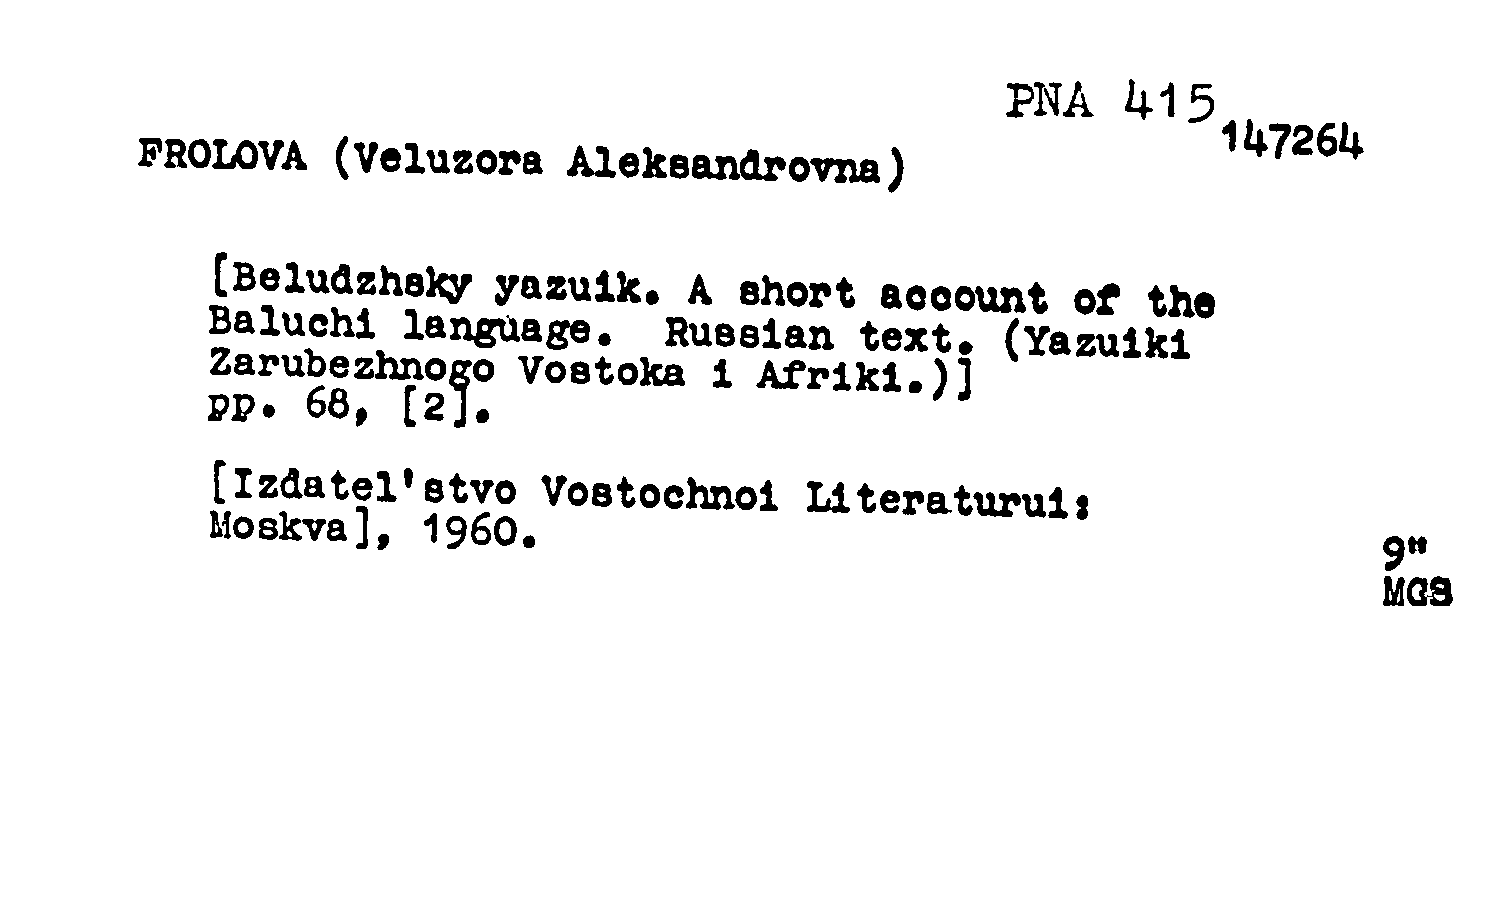 PNA 415
147264
FROLOVA (Veluzora Aleksandrovna)
[Beludzhsky yazuik. A short account of the
Baluchi language. Russian text. (Yazuiki
Zarubezhnogo Vostoka i Afriki.)]
pp. 68, [2].
[Izdatel'stvo Vostochnoi Literaturui:
Moskva], 1960.
9"
MGS